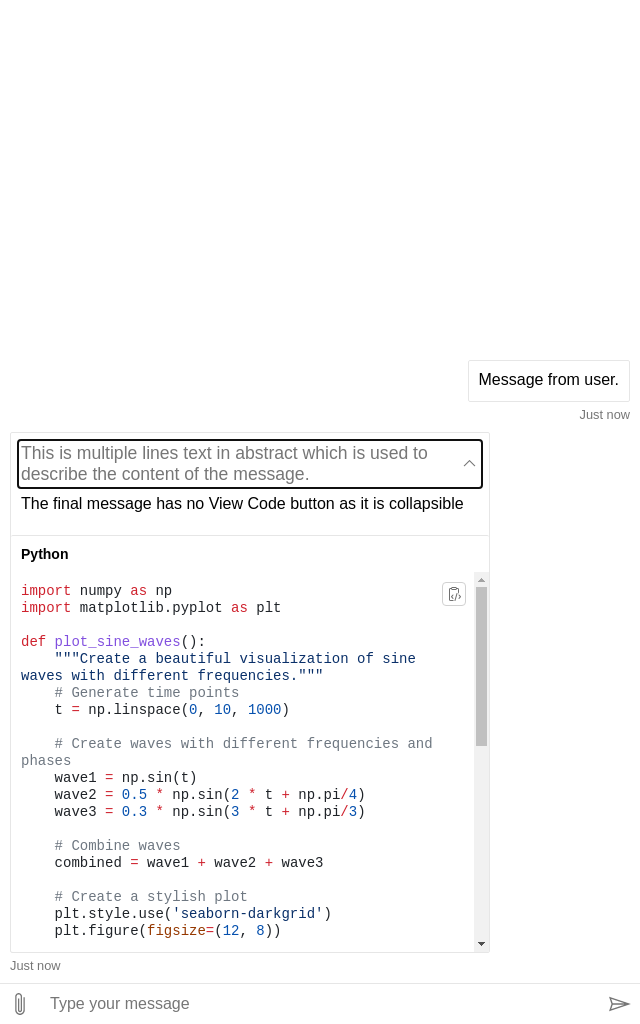 Message from user.
Just now
This is multiple lines text in abstract which is used to
describe the content of the message.
The final message has no View Code button as it is collapsible
Python
import numpy as np
import matplotlib.pyplot as plt
def plot_sine_waves():
    """Create a beautiful visualization of sine
waves with different frequencies."""
    # Generate time points
    t = np.linspace(0, 10, 1000)
    # Create waves with different frequencies and
phases
    wave1 = np.sin(t)
    wave2 = 0.5 * np.sin(2 * t + np.pi/4)
    wave3 = 0.3 * np.sin(3 * t + np.pi/3)
    # Combine waves
    combined = wave1 + wave2 + wave3
    # Create a stylish plot
    plt.style.use('seaborn-darkgrid')
    plt.figure(figsize=(12, 8))
Just now
Type your message